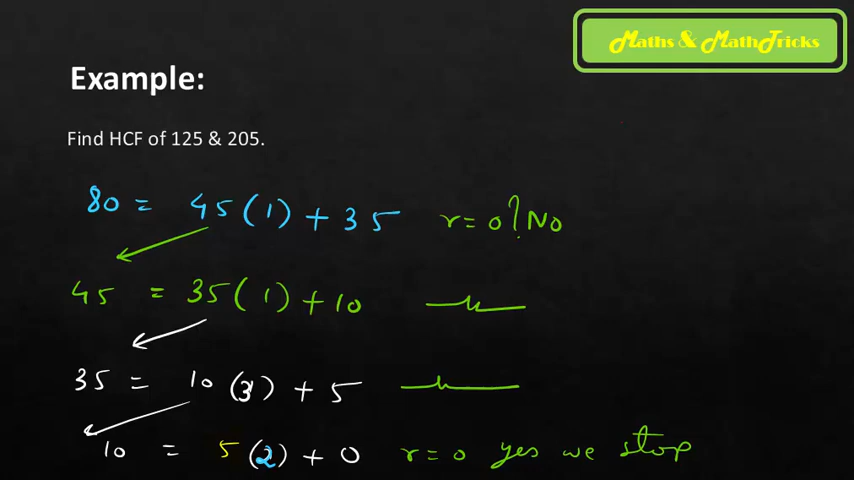 Maths & MathTricks
Example:
Find HCF of 125 & 205.
80 = 45(1) + 35 r = 0? No
45 = 35(1) + 10
35 = 10(3) + 5
10 = 5(2) + 0 r = 0 yes we stop